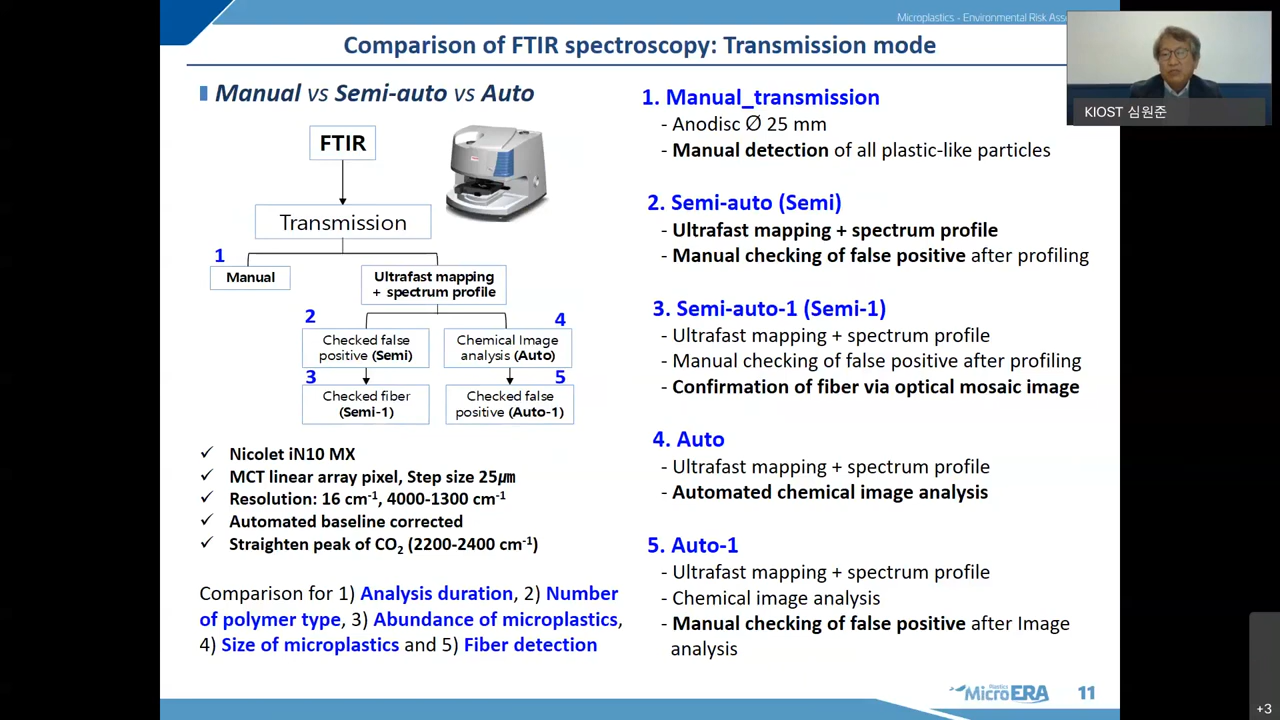 Microplastics - Environmental Risk Ass
Comparison of FTIR spectroscopy: Transmission mode
KIOST 심원준
Manual vs Semi-auto vs Auto
FTIR
Transmission
1
Manual
Ultrafast mapping
+ spectrum profile
2
Checked false
positive (Semi)
4
Chemical Image
analysis (Auto)
3
Checked fiber
(Semi-1)
5
Checked false
positive (Auto-1)
✓ Nicolet iN10 MX
✓ MCT linear array pixel, Step size 25㎛
✓ Resolution: 16 cm⁻¹, 4000-1300 cm⁻¹
✓ Automated baseline corrected
✓ Straighten peak of CO₂ (2200-2400 cm⁻¹)
Comparison for 1) Analysis duration, 2) Number
of polymer type, 3) Abundance of microplastics,
4) Size of microplastics and 5) Fiber detection
1. Manual_transmission
- Anodisc Ø 25 mm
- Manual detection of all plastic-like particles
2. Semi-auto (Semi)
- Ultrafast mapping + spectrum profile
- Manual checking of false positive after profiling
3. Semi-auto-1 (Semi-1)
- Ultrafast mapping + spectrum profile
- Manual checking of false positive after profiling
- Confirmation of fiber via optical mosaic image
4. Auto
- Ultrafast mapping + spectrum profile
- Automated chemical image analysis
5. Auto-1
- Ultrafast mapping + spectrum profile
- Chemical image analysis
- Manual checking of false positive after Image
analysis
Plastics
MicroERA
11
+3